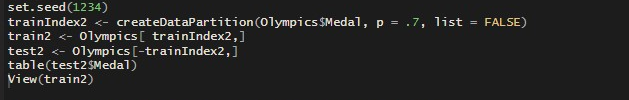 set.seed(1234)
trainIndex2 <- createDataPartition(Olympics$Medal, p = .7, list = FALSE)
train2 <- Olympics[ trainIndex2,]
test2 <- Olympics[-trainIndex2,]
table(test2$Medal)
View(train2)